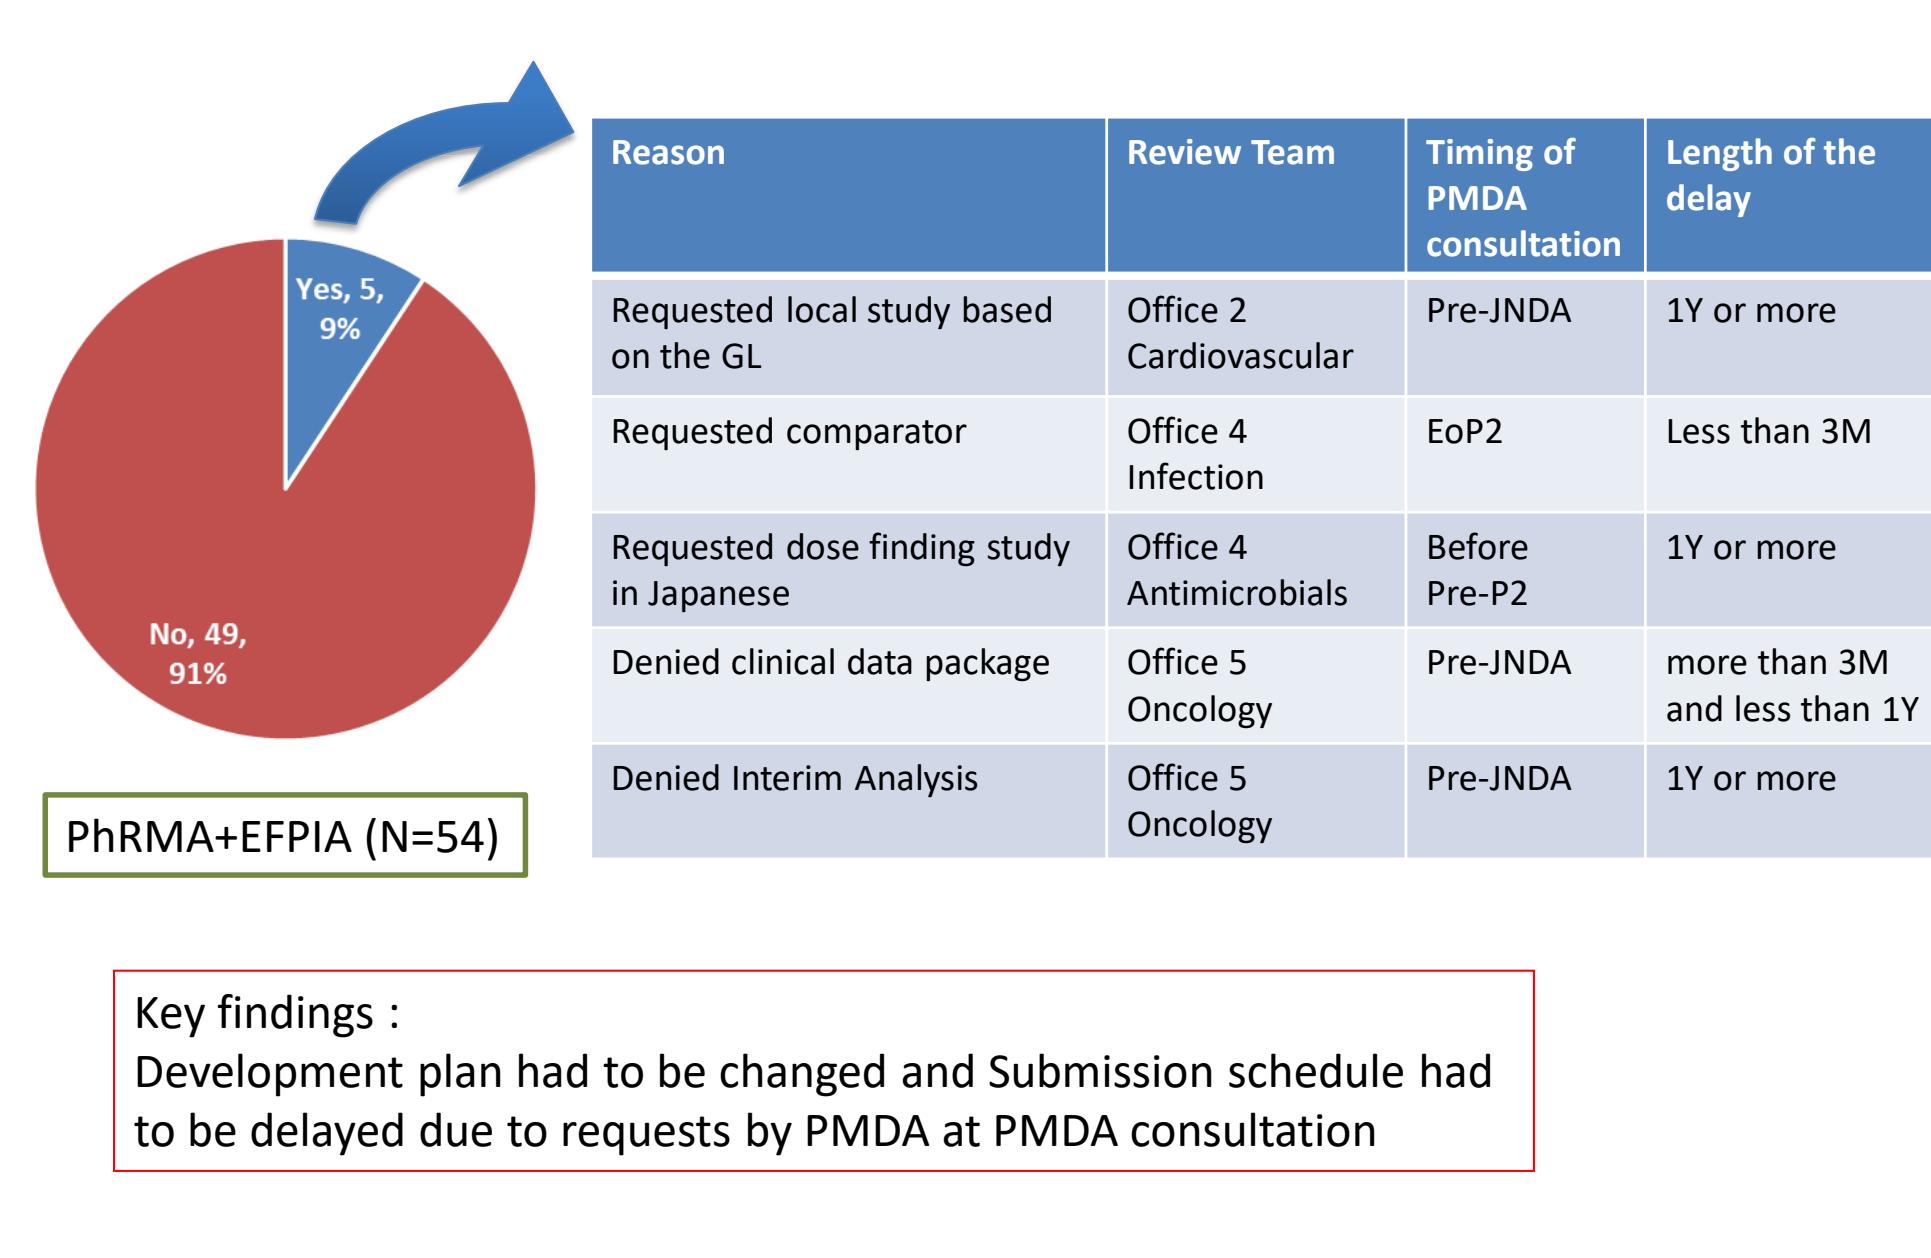 Yes, 5,
9%
No, 49,
91%
PhRMA+EFPIA (N=54)
Reason
Review Team
Timing of
PMDA
consultation
Length of the
delay
Requested local study based
on the GL
Office 2
Cardiovascular
Pre-JNDA
1Y or more
Requested comparator
Office 4
Infection
EoP2
Less than 3M
Requested dose finding study
in Japanese
Office 4
Antimicrobials
Before
Pre-P2
1Y or more
Denied clinical data package
Office 5
Oncology
Pre-JNDA
more than 3M
and less than 1Y
Denied Interim Analysis
Office 5
Oncology
Pre-JNDA
1Y or more
Key findings :
Development plan had to be changed and Submission schedule had
to be delayed due to requests by PMDA at PMDA consultation